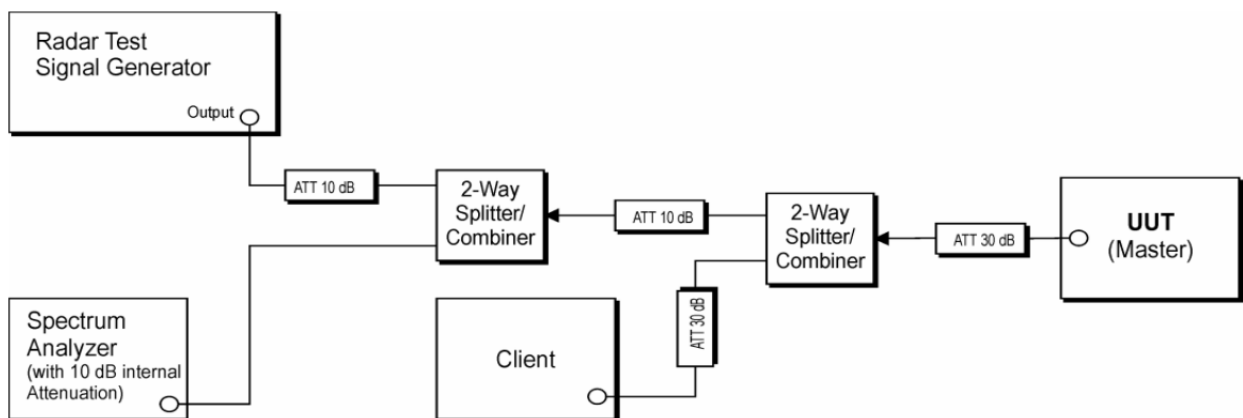 Radar Test
Signal Generator
Output
ATT 10 dB
2-Way
Splitter/
Combiner
ATT 10 dB
2-Way
Splitter/
Combiner
ATT 30 dB
UUT
(Master)
ATT 30 dB
Spectrum
Analyzer
(with 10 dB internal
Attenuation)
Client